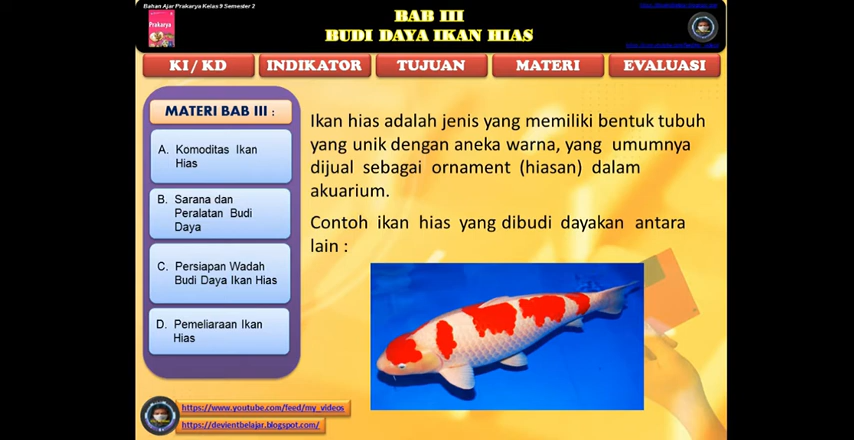 Bahan Ajar Prakarya Kelas 9 Semester 2
Prakarya
BAB III
BUDI DAYA IKAN HIAS
KI / KD
INDIKATOR
TUJUAN
MATERI
EVALUASI
MATERI BAB III :
A. Komoditas Ikan
Hias
B. Sarana dan
Peralatan Budi
Daya
C. Persiapan Wadah
Budi Daya Ikan Hias
D. Pemeliaraan Ikan
Hias
Ikan hias adalah jenis yang memiliki bentuk tubuh
yang unik dengan aneka warna, yang umumnya
dijual sebagai ornament (hiasan) dalam
akuarium.
Contoh ikan hias yang dibudi dayakan antara
lain :
https://www.youtube.com/feed/my_videos
https://devientbelajar.blogspot.com/